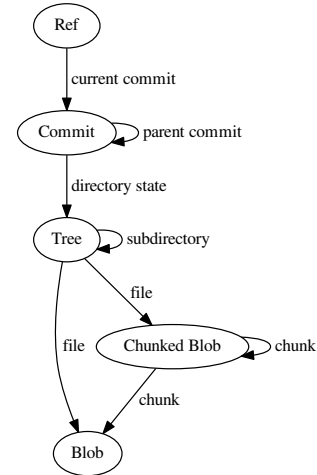 Ref
current commit
Commit
parent commit
directory state
Tree
subdirectory
file
file
Chunked Blob
chunk
chunk
Blob